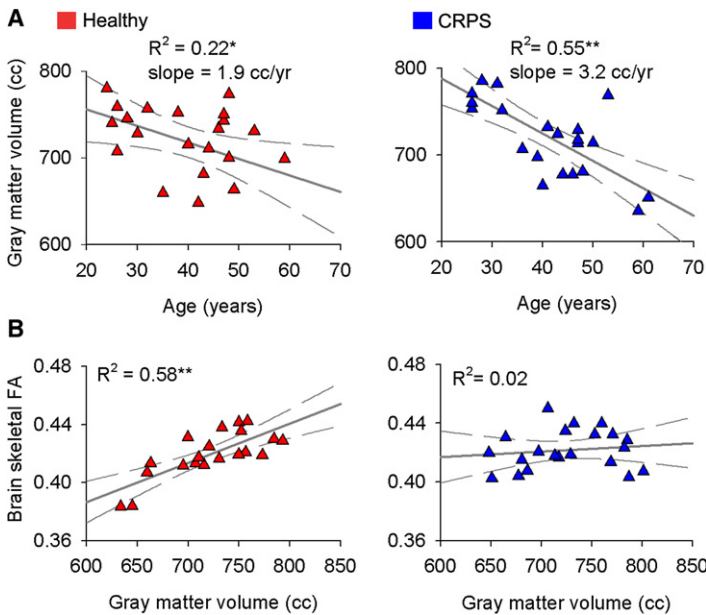 A
Healthy
CRPS
R² = 0.22*
slope = 1.9 cc/yr
R²= 0.55**
slope = 3.2 cc/yr
Gray matter volume (cc)
800
700
600
20 30 40 50 60 70
Age (years)
800
700
600
20 30 40 50 60 70
Age (years)
B
R² = 0.58**
R²= 0.02
Brain skeletal FA
0.48
0.44
0.40
0.36
600 650 700 750 800 850
Gray matter volume (cc)
0.48
0.44
0.40
0.36
600 650 700 750 800 850
Gray matter volume (cc)